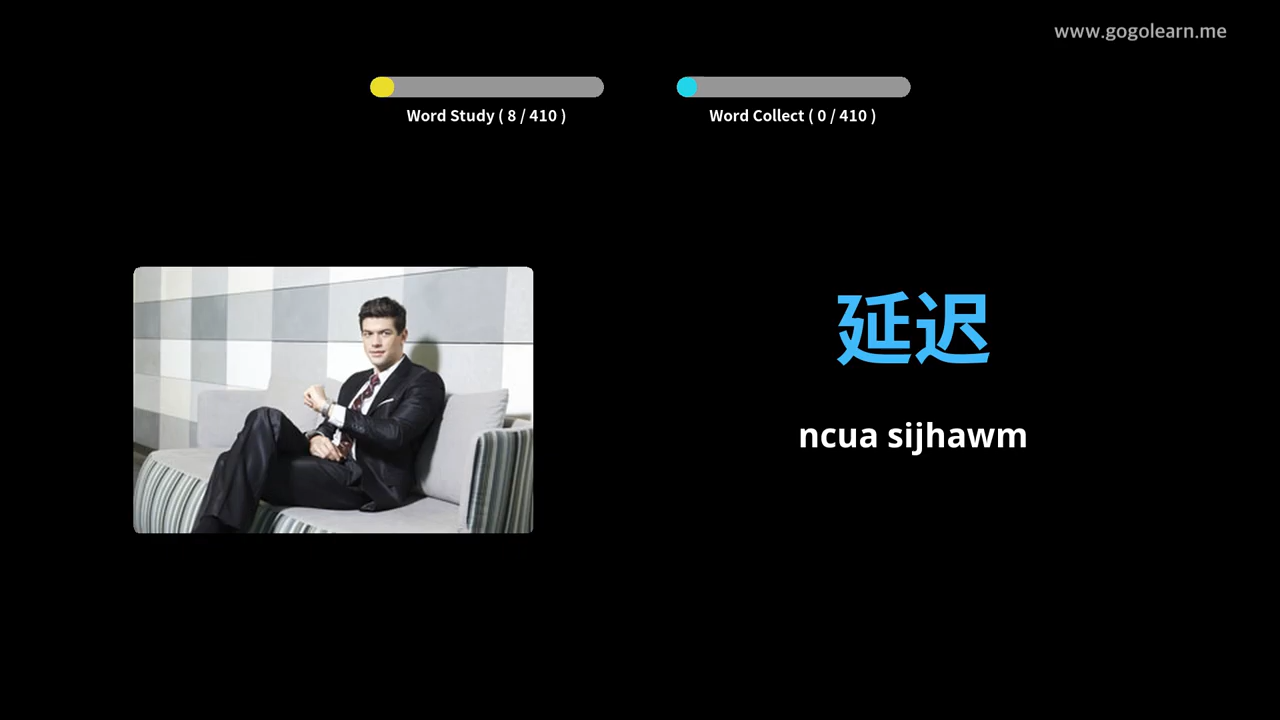 www.gogolearn.me
Word Study ( 8 / 410 )
Word Collect ( 0 / 410 )
延迟
ncua sijhawm